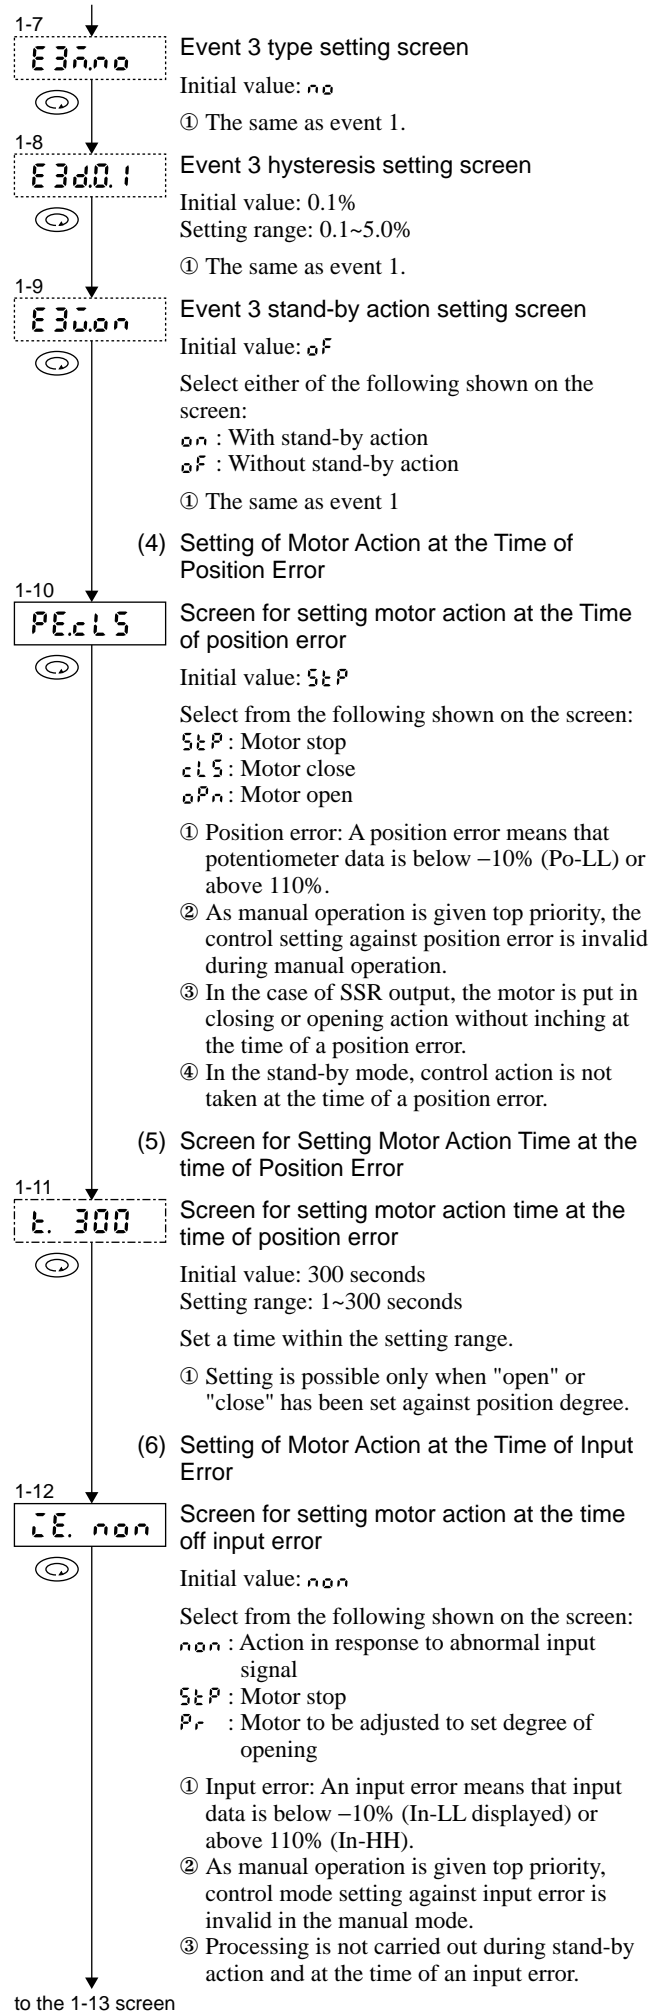 1-7
E3m.no
Event 3 type setting screen
Initial value: no
① The same as event 1.
1-8
E3d.0.1
Event 3 hysteresis setting screen
Initial value: 0.1%
Setting range: 0.1~5.0%
① The same as event 1.
1-9
Event 3 stand-by action setting screen
Initial value: oF
Select either of the following shown on the
screen:
on : With stand-by action
oF : Without stand-by action
① The same as event 1
(4) Setting of Motor Action at the Time of
Position Error
1-10
PE.cLS
Screen for setting motor action at the Time
of position error
Initial value: StP
Select from the following shown on the screen:
StP : Motor stop
cLS : Motor close
oPn : Motor open
① Position error: A position error means that
potentiometer data is below −10% (Po-LL) or
above 110%.
② As manual operation is given top priority, the
control setting against position error is invalid
during manual operation.
③ In the case of SSR output, the motor is put in
closing or opening action without inching at
the time of a position error.
④ In the stand-by mode, control action is not
taken at the time of a position error.
(5) Screen for Setting Motor Action Time at the
time of Position Error
1-11
t. 300
Screen for setting motor action time at the
time of position error
Initial value: 300 seconds
Setting range: 1~300 seconds
Set a time within the setting range.
① Setting is possible only when "open" or
"close" has been set against position degree.
(6) Setting of Motor Action at the Time of Input
Error
1-12
iE. non
Screen for setting motor action at the time
off input error
Initial value: non
Select from the following shown on the screen:
non : Action in response to abnormal input
signal
StP : Motor stop
Pr : Motor to be adjusted to set degree of
opening
① Input error: An input error means that input
data is below −10% (In-LL displayed) or
above 110% (In-HH).
② As manual operation is given top priority,
control mode setting against input error is
invalid in the manual mode.
③ Processing is not carried out during stand-by
action and at the time of an input error.
to the 1-13 screen